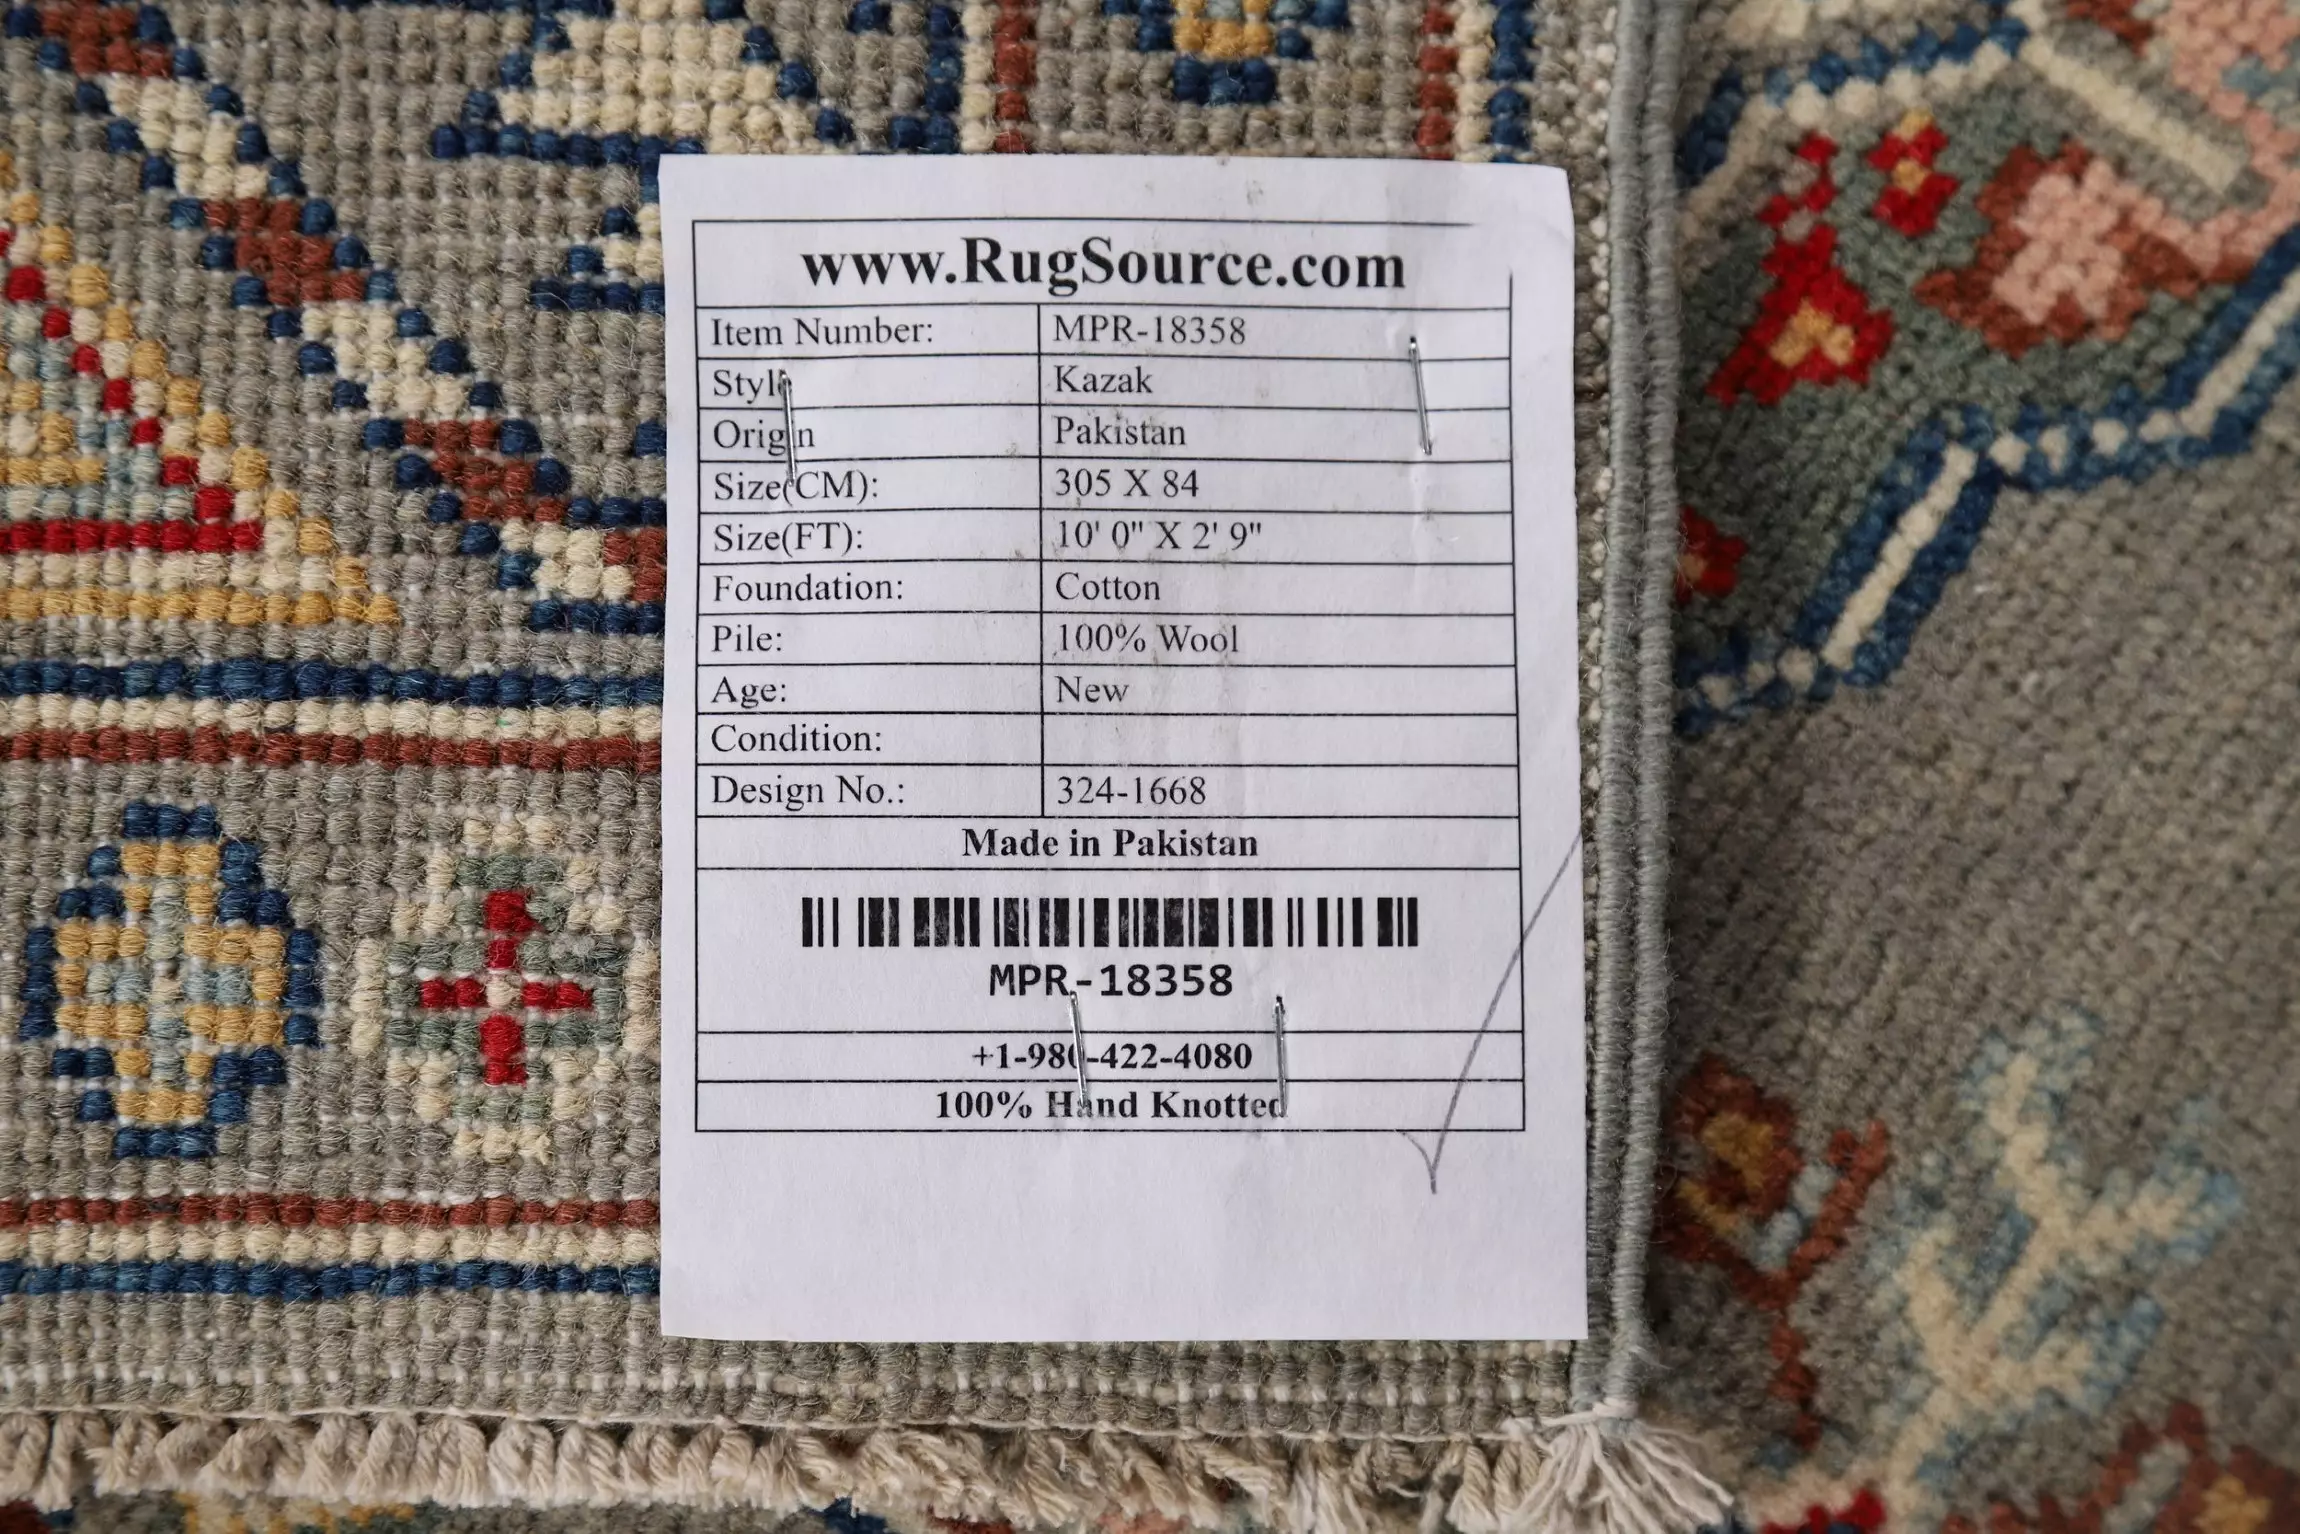 www.RugSource.com
Item Number: MPR-18358
Style Kazak
Origin Pakistan
Size(CM): 305 X 84
Size(FT): 10' 0" X 2' 9"
Foundation: Cotton
Pile: 100% Wool
Age: New
Condition:
Design No.: 324-1668
Made in Pakistan
MPR-18358
+1-980-422-4080
100% Hand Knotted